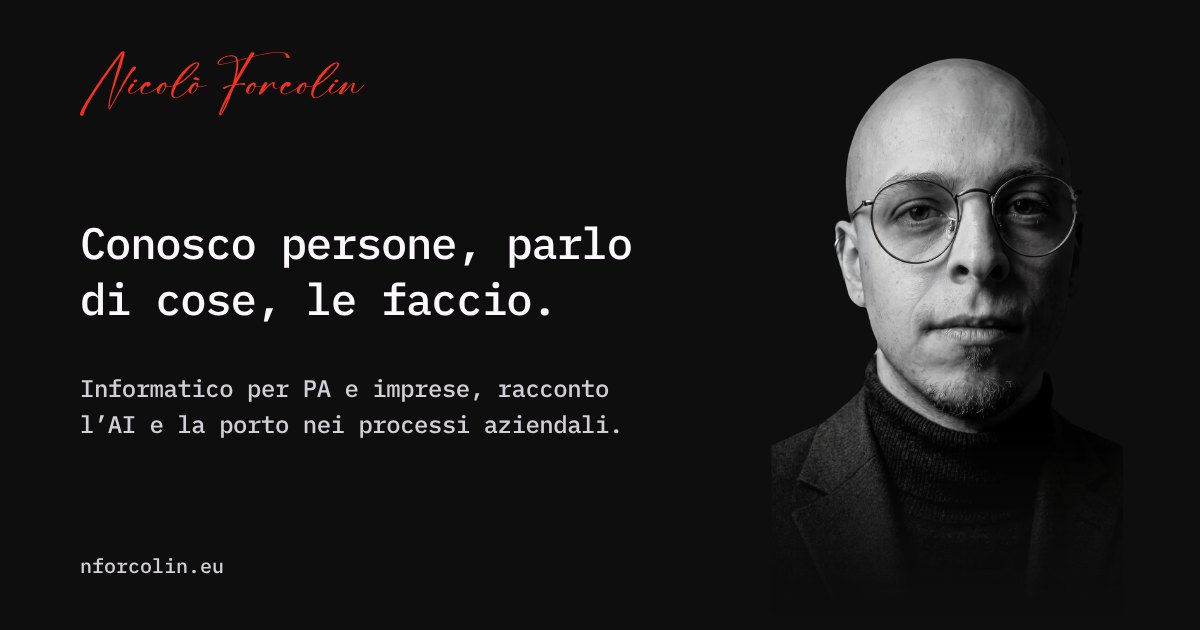 Nicolò Forcolin
Conosco persone, parlo
di cose, le faccio.
Informatico per PA e imprese, racconto
l’AI e la porto nei processi aziendali.
nforcolin.eu